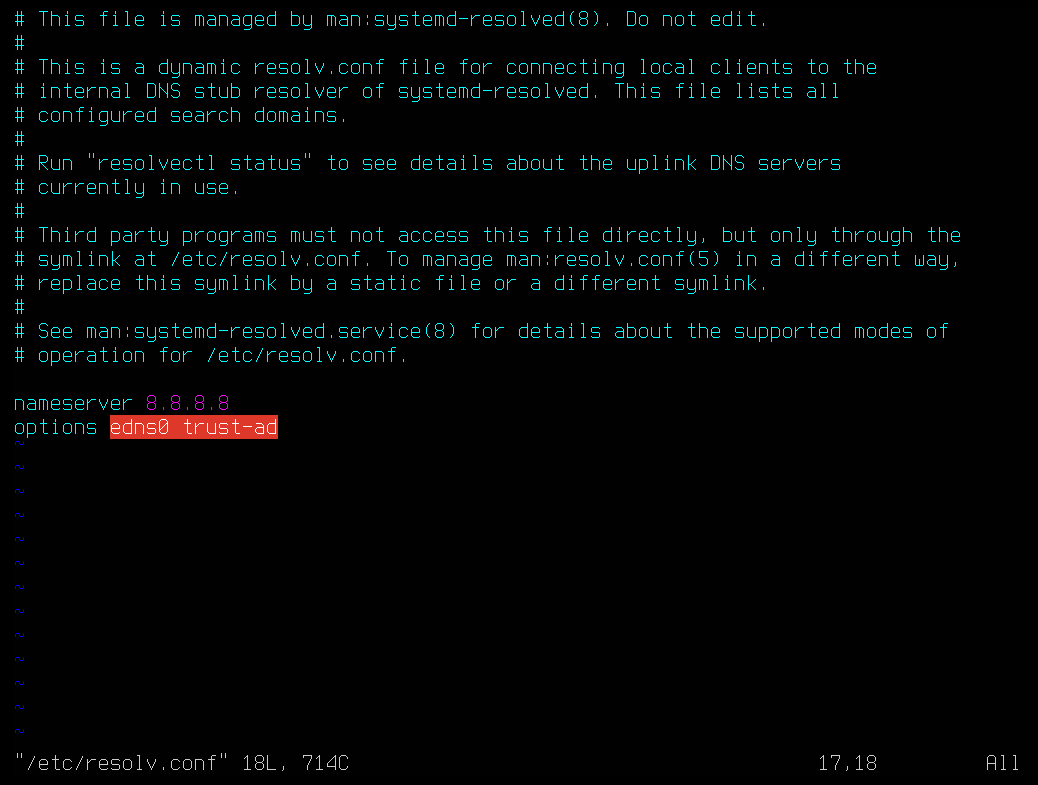 # This file is managed by man:systemd-resolved(8). Do not edit.
#
# This is a dynamic resolv.conf file for connecting local clients to the
# internal DNS stub resolver of systemd-resolved. This file lists all
# configured search domains.
#
# Run "resolvectl status" to see details about the uplink DNS servers
# currently in use.
#
# Third party programs must not access this file directly, but only through the
# symlink at /etc/resolv.conf. To manage man:resolv.conf(5) in a different way,
# replace this symlink by a static file or a different symlink.
#
# See man:systemd-resolved.service(8) for details about the supported modes of
# operation for /etc/resolv.conf.

nameserver 8.8.8.8
options edns0 trust-ad
~
~
~
~
~
~
~
~
~
~
~
~
~
"/etc/resolv.conf" 18L, 714C 17,18 All